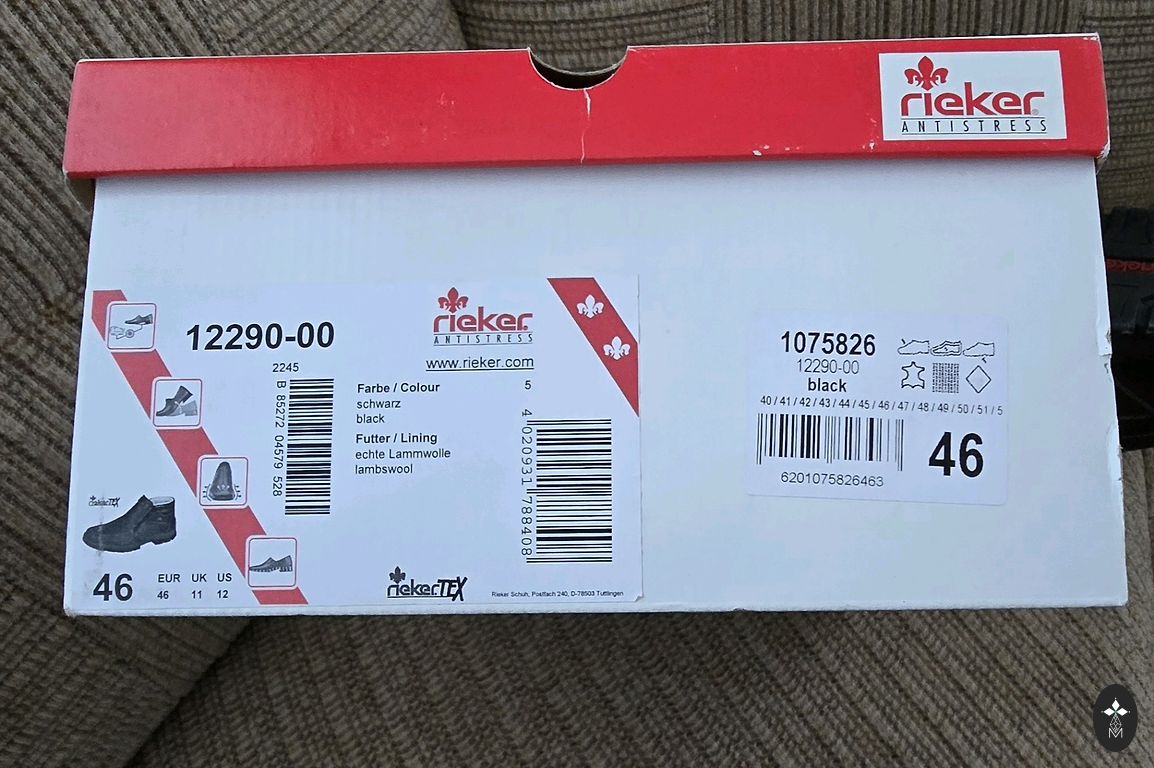 rieker
ANTISTRESS
12290-00
2245
B 85272 04579 528
rieker
ANTISTRESS
www.rieker.com
Farbe / Colour
schwarz
black
Futter / Lining
echte Lammwolle
lambswool
5
4 020931 788408
riekerTEX
46
EUR UK US
46 11 12
riekerTEX
Rieker Schuh, Postfach 240, D-78503 Tuttlingen
1075826
12290-00
black
40 / 41 / 42 / 43 / 44 / 45 / 46 / 47 / 48 / 49 / 50 / 51 / 5
46
6201075826463
rieker
M